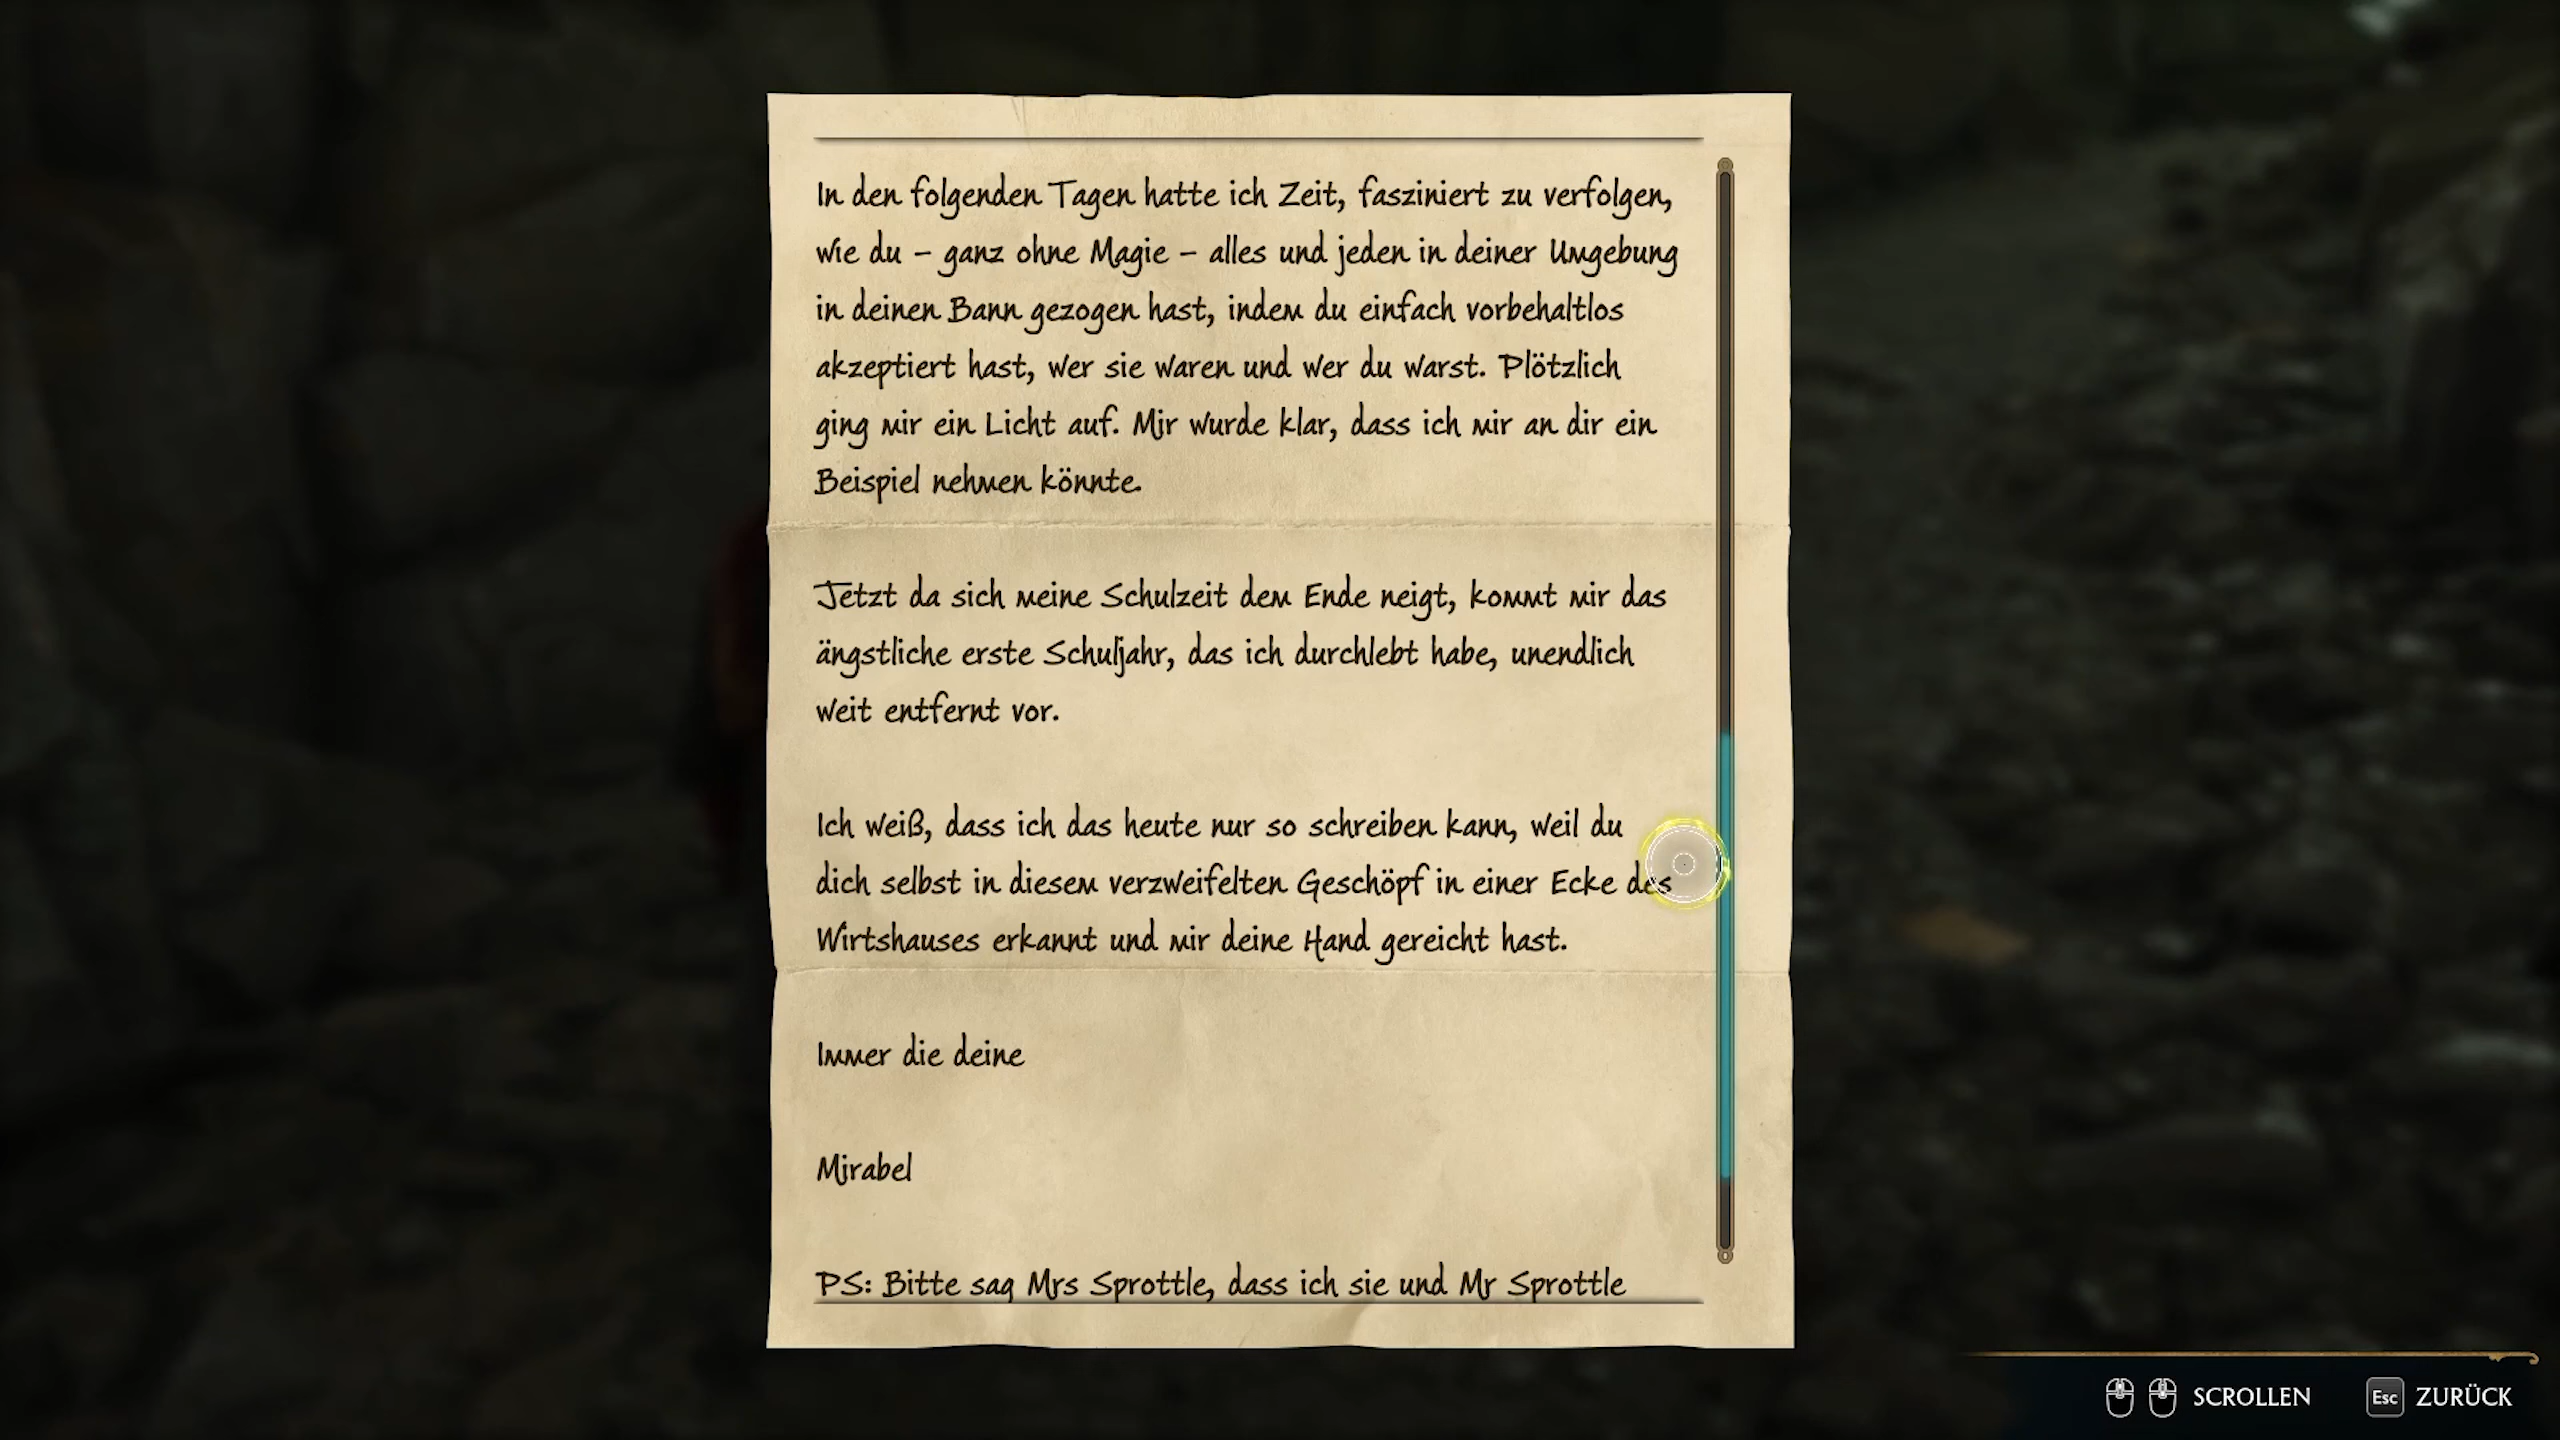 In den folgenden Tagen hatte ich Zeit, fasziniert zu verfolgen,
wie du – ganz ohne Magie – alles und jeden in deiner Umgebung
in deinen Bann gezogen hast, indem du einfach vorbehaltlos
akzeptiert hast, wer sie waren und wer du warst. Plötzlich
ging mir ein Licht auf. Mir wurde klar, dass ich mir an dir ein
Beispiel nehmen könnte.
Jetzt da sich meine Schulzeit dem Ende neigt, kommt mir das
ängstliche erste Schuljahr, das ich durchlebt habe, unendlich
weit entfernt vor.
Ich weiß, dass ich das heute nur so schreiben kann, weil du
dich selbst in diesem verzweifelten Geschöpf in einer Ecke des
Wirtshauses erkannt und mir deine Hand gereicht hast.
Immer die deine
Mirabel
PS: Bitte sag Mrs Sprottle, dass ich sie und Mr Sprottle
SCROLLEN
Esc ZURÜCK